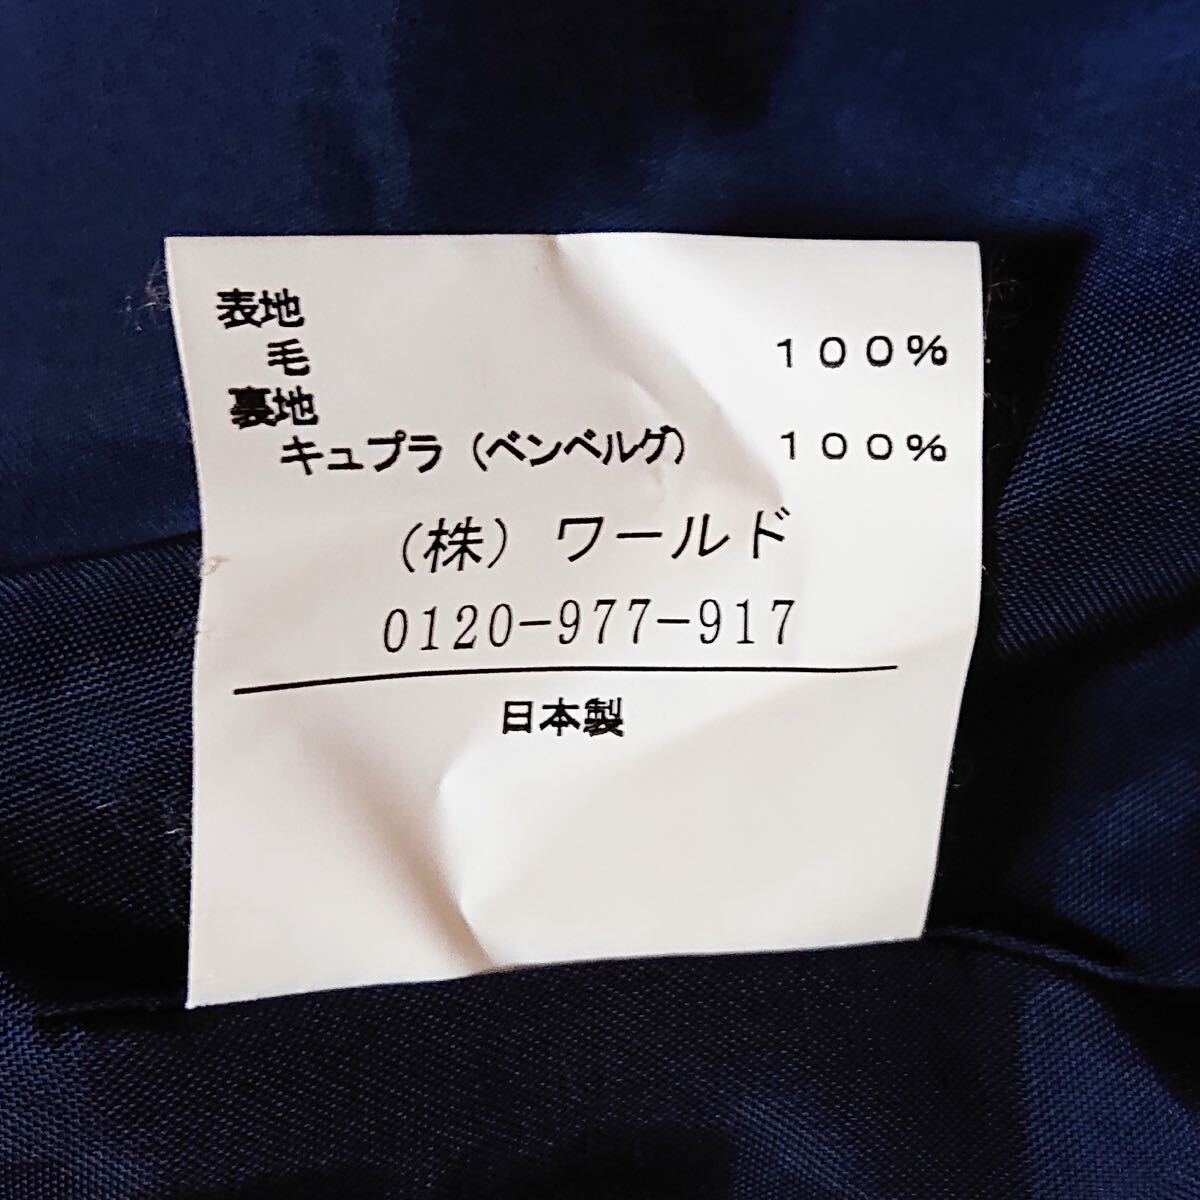 表地
毛 100%
裏地
キュプラ (ベンベルグ) 100%
(株) ワールド
0120-977-917
日本製